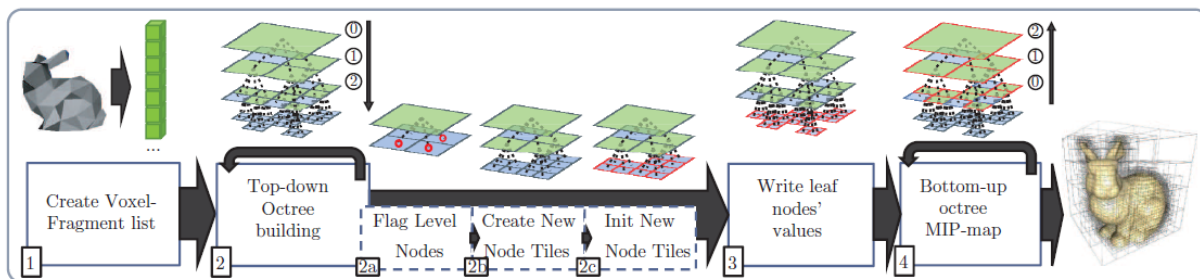 0
1
2
2
1
0
...
Create Voxel-
Fragment list
1
Top-down
Octree
building
2
Flag Level
Nodes
2a
Create New
Node Tiles
2b
Init New
Node Tiles
2c
Write leaf
nodes'
values
3
Bottom-up
octree
MIP-map
4